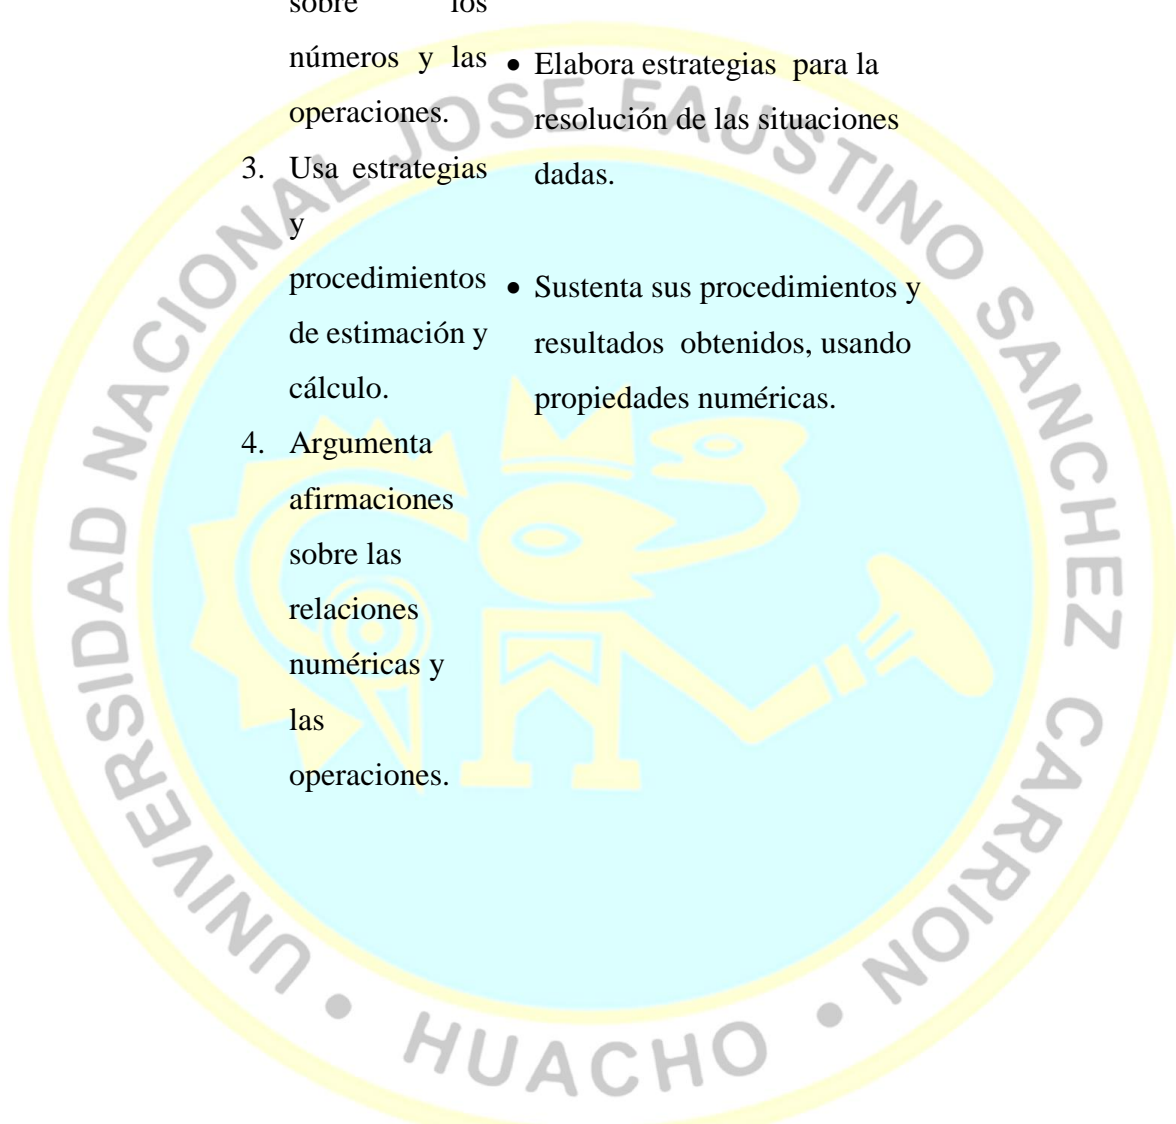 sobre los
números y las
operaciones.
3. Usa estrategias
y
procedimientos
de estimación y
cálculo.
4. Argumenta
afirmaciones
sobre las
relaciones
numéricas y
las
operaciones.
• Elabora estrategias para la
resolución de las situaciones
dadas.
• Sustenta sus procedimientos y
resultados obtenidos, usando
propiedades numéricas.
UNIVERSIDAD NACIONAL JOSE FAUSTINO SANCHEZ CARRION
• HUACHO •